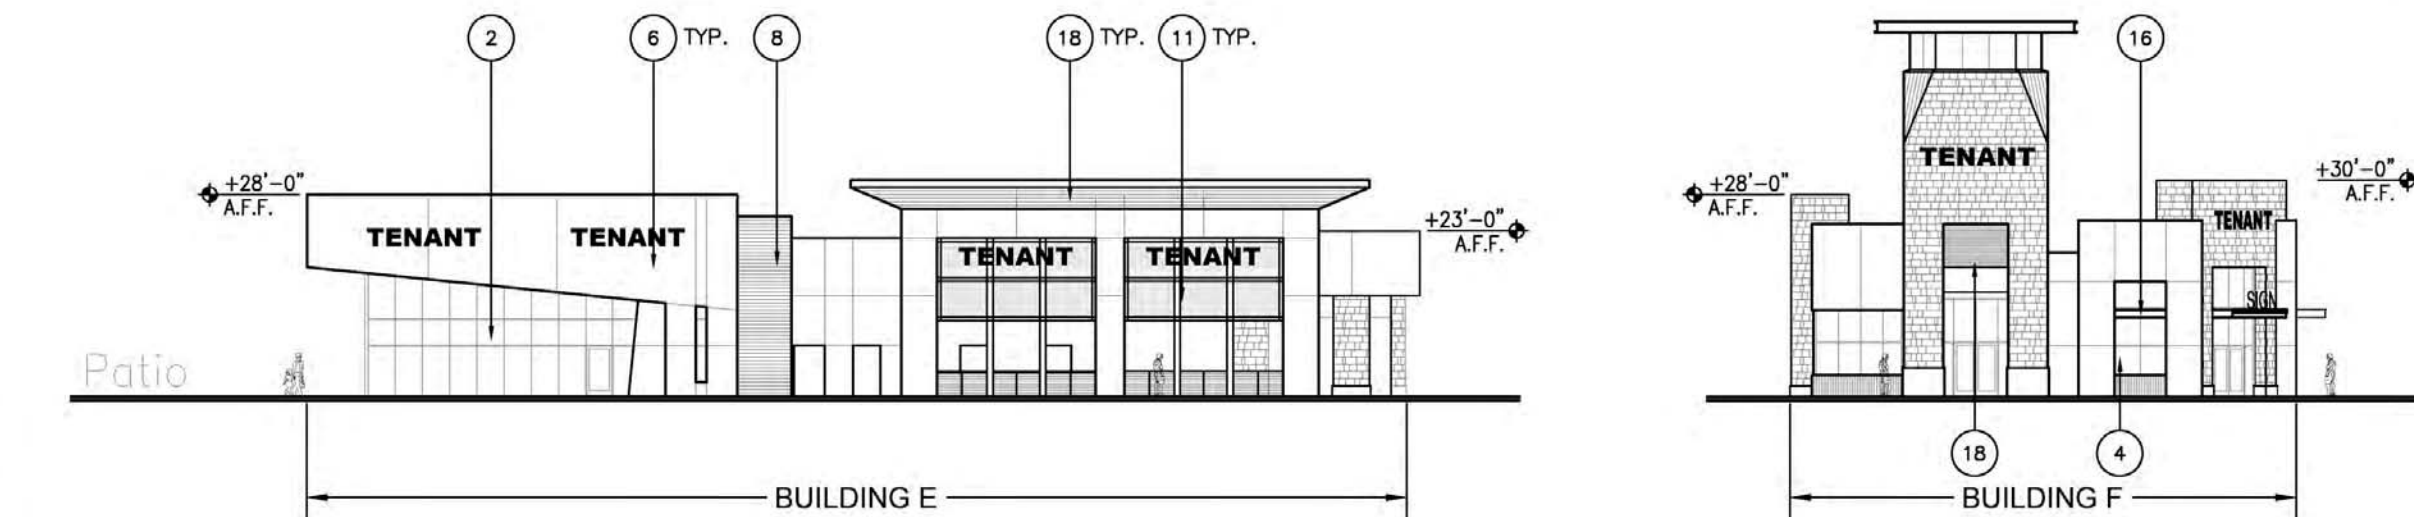 2
6 TYP.
8
18 TYP.
11 TYP.
16
+28'-0"
A.F.F.
TENANT
TENANT
TENANT
TENANT
+23'-0"
A.F.F.
Patio
+28'-0"
A.F.F.
TENANT
TENANT
SIGN
+30'-0"
A.F.F.
18
4
BUILDING E
BUILDING F